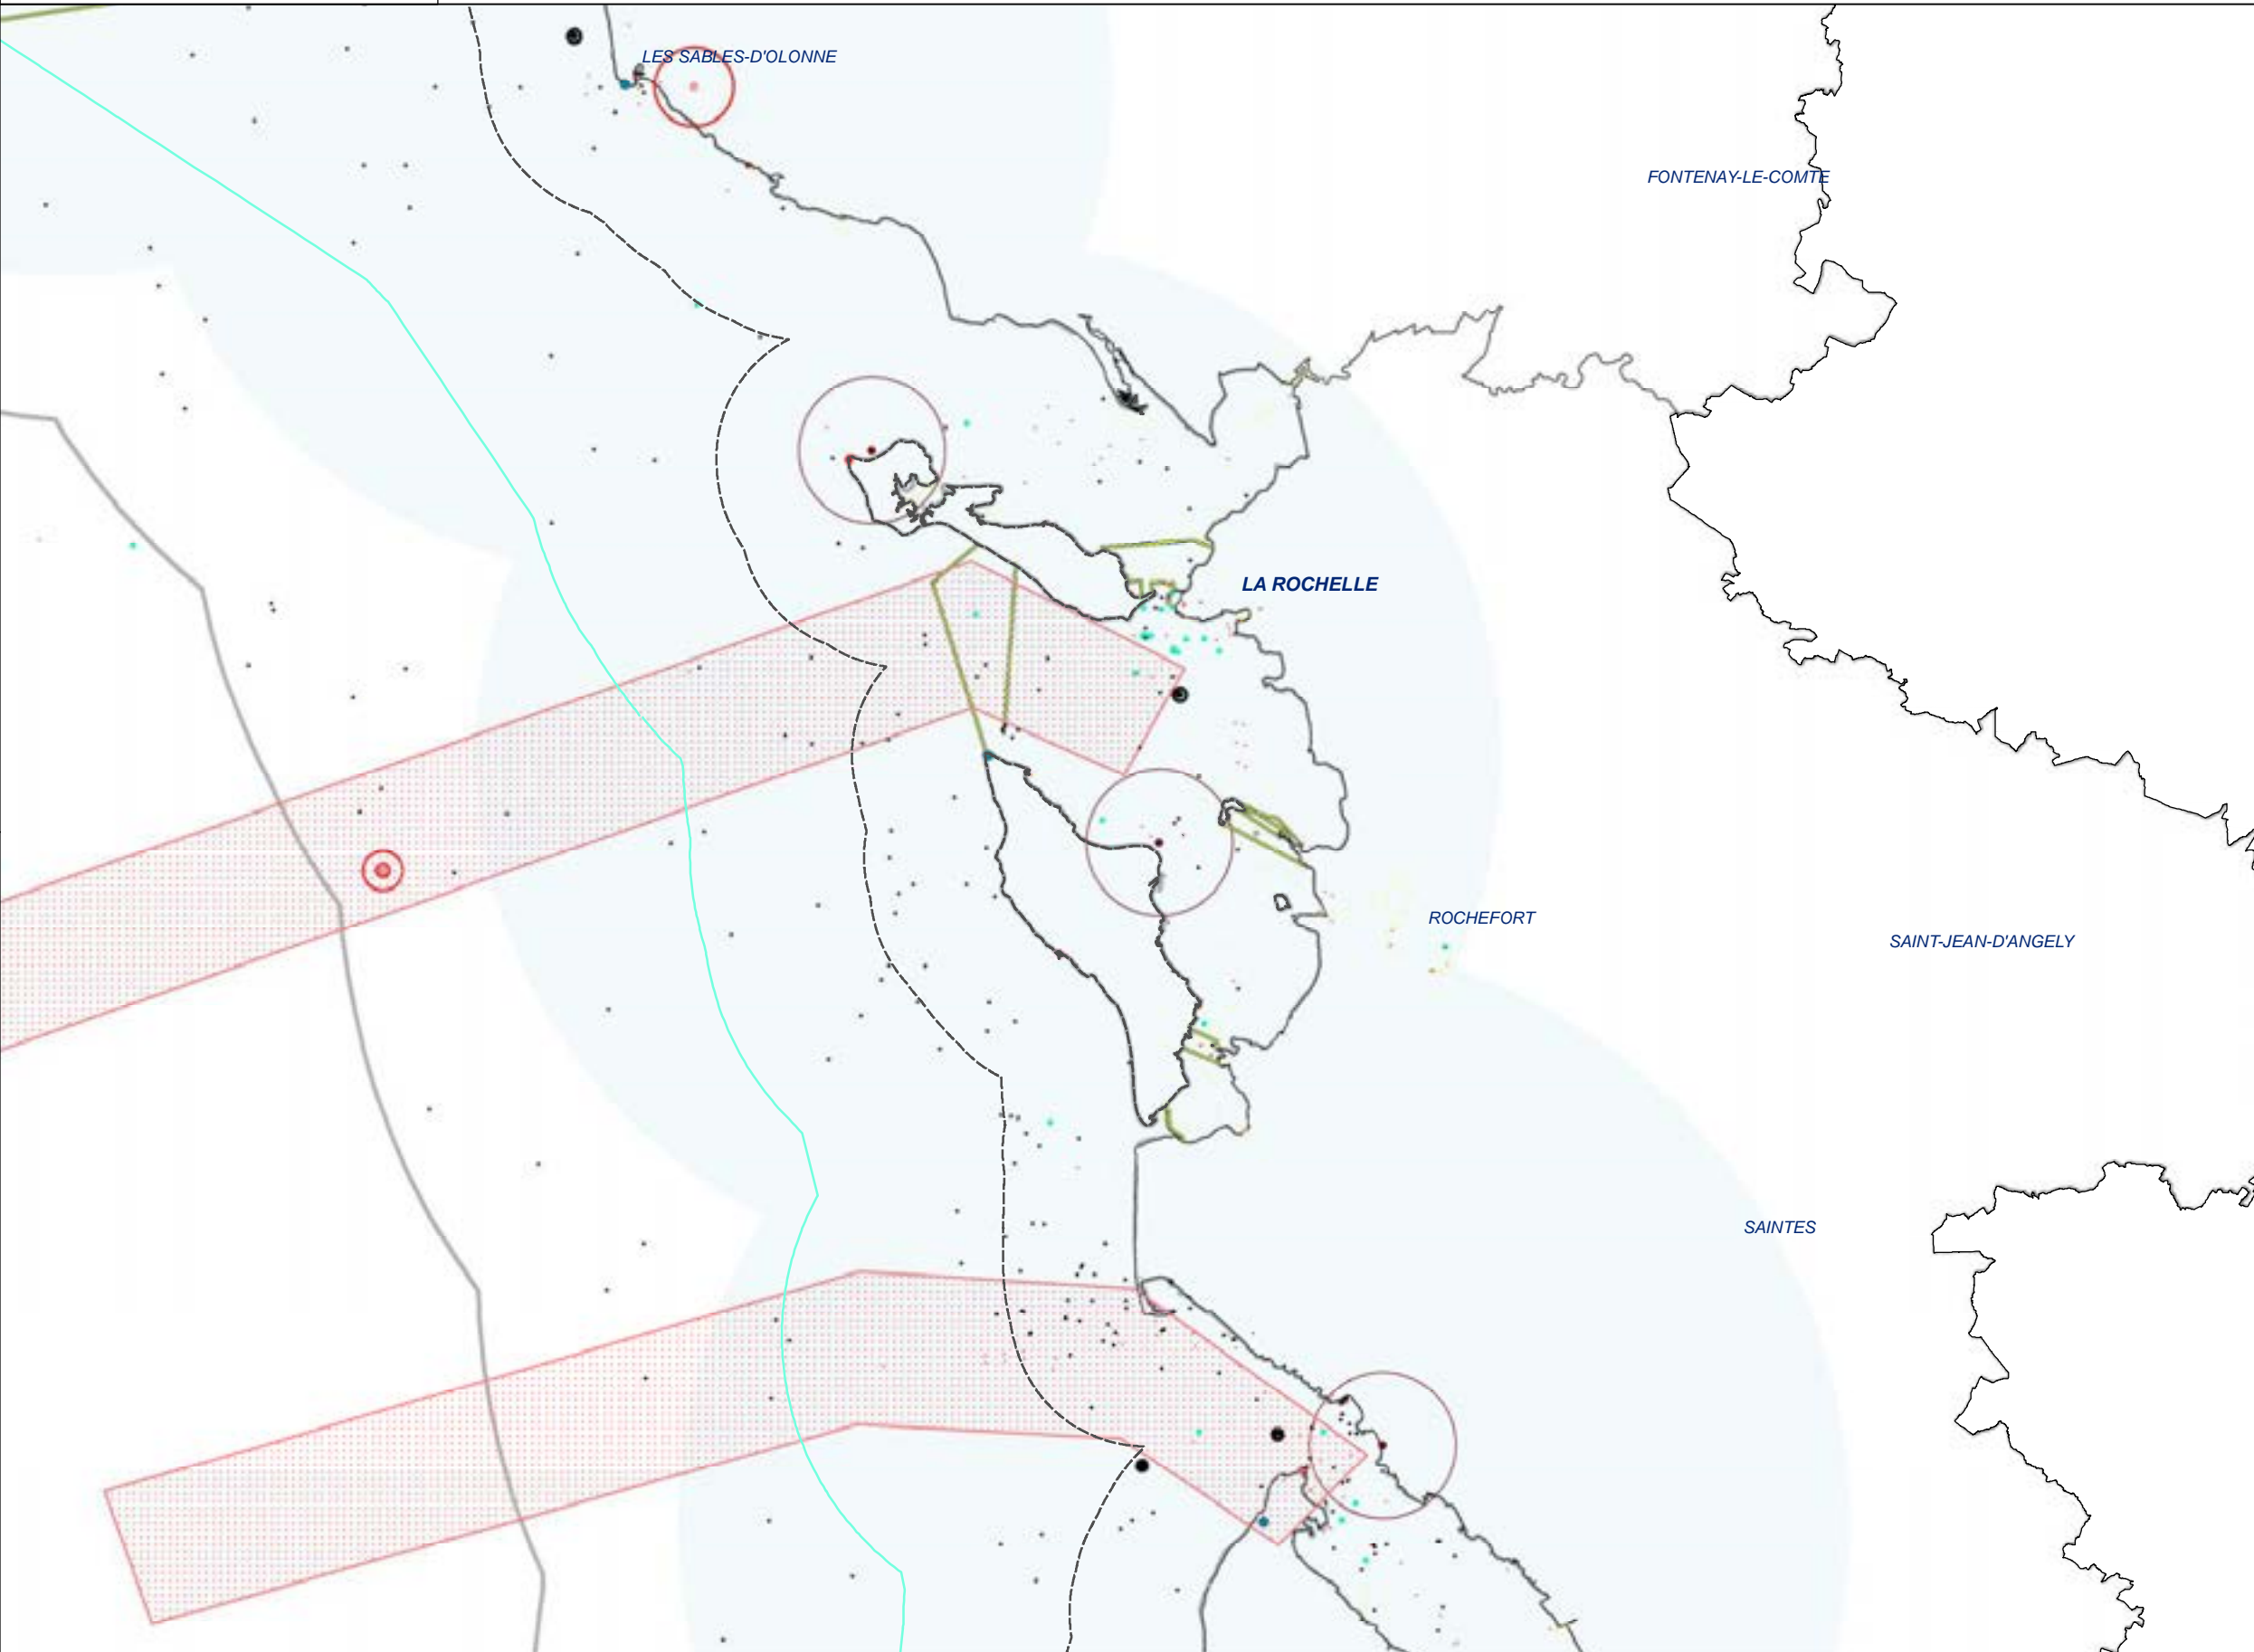 LES SABLES-D'OLONNE
FONTENAY-LE-COMTE
LA ROCHELLE
ROCHEFORT
SAINT-JEAN-D'ANGELY
SAINTES